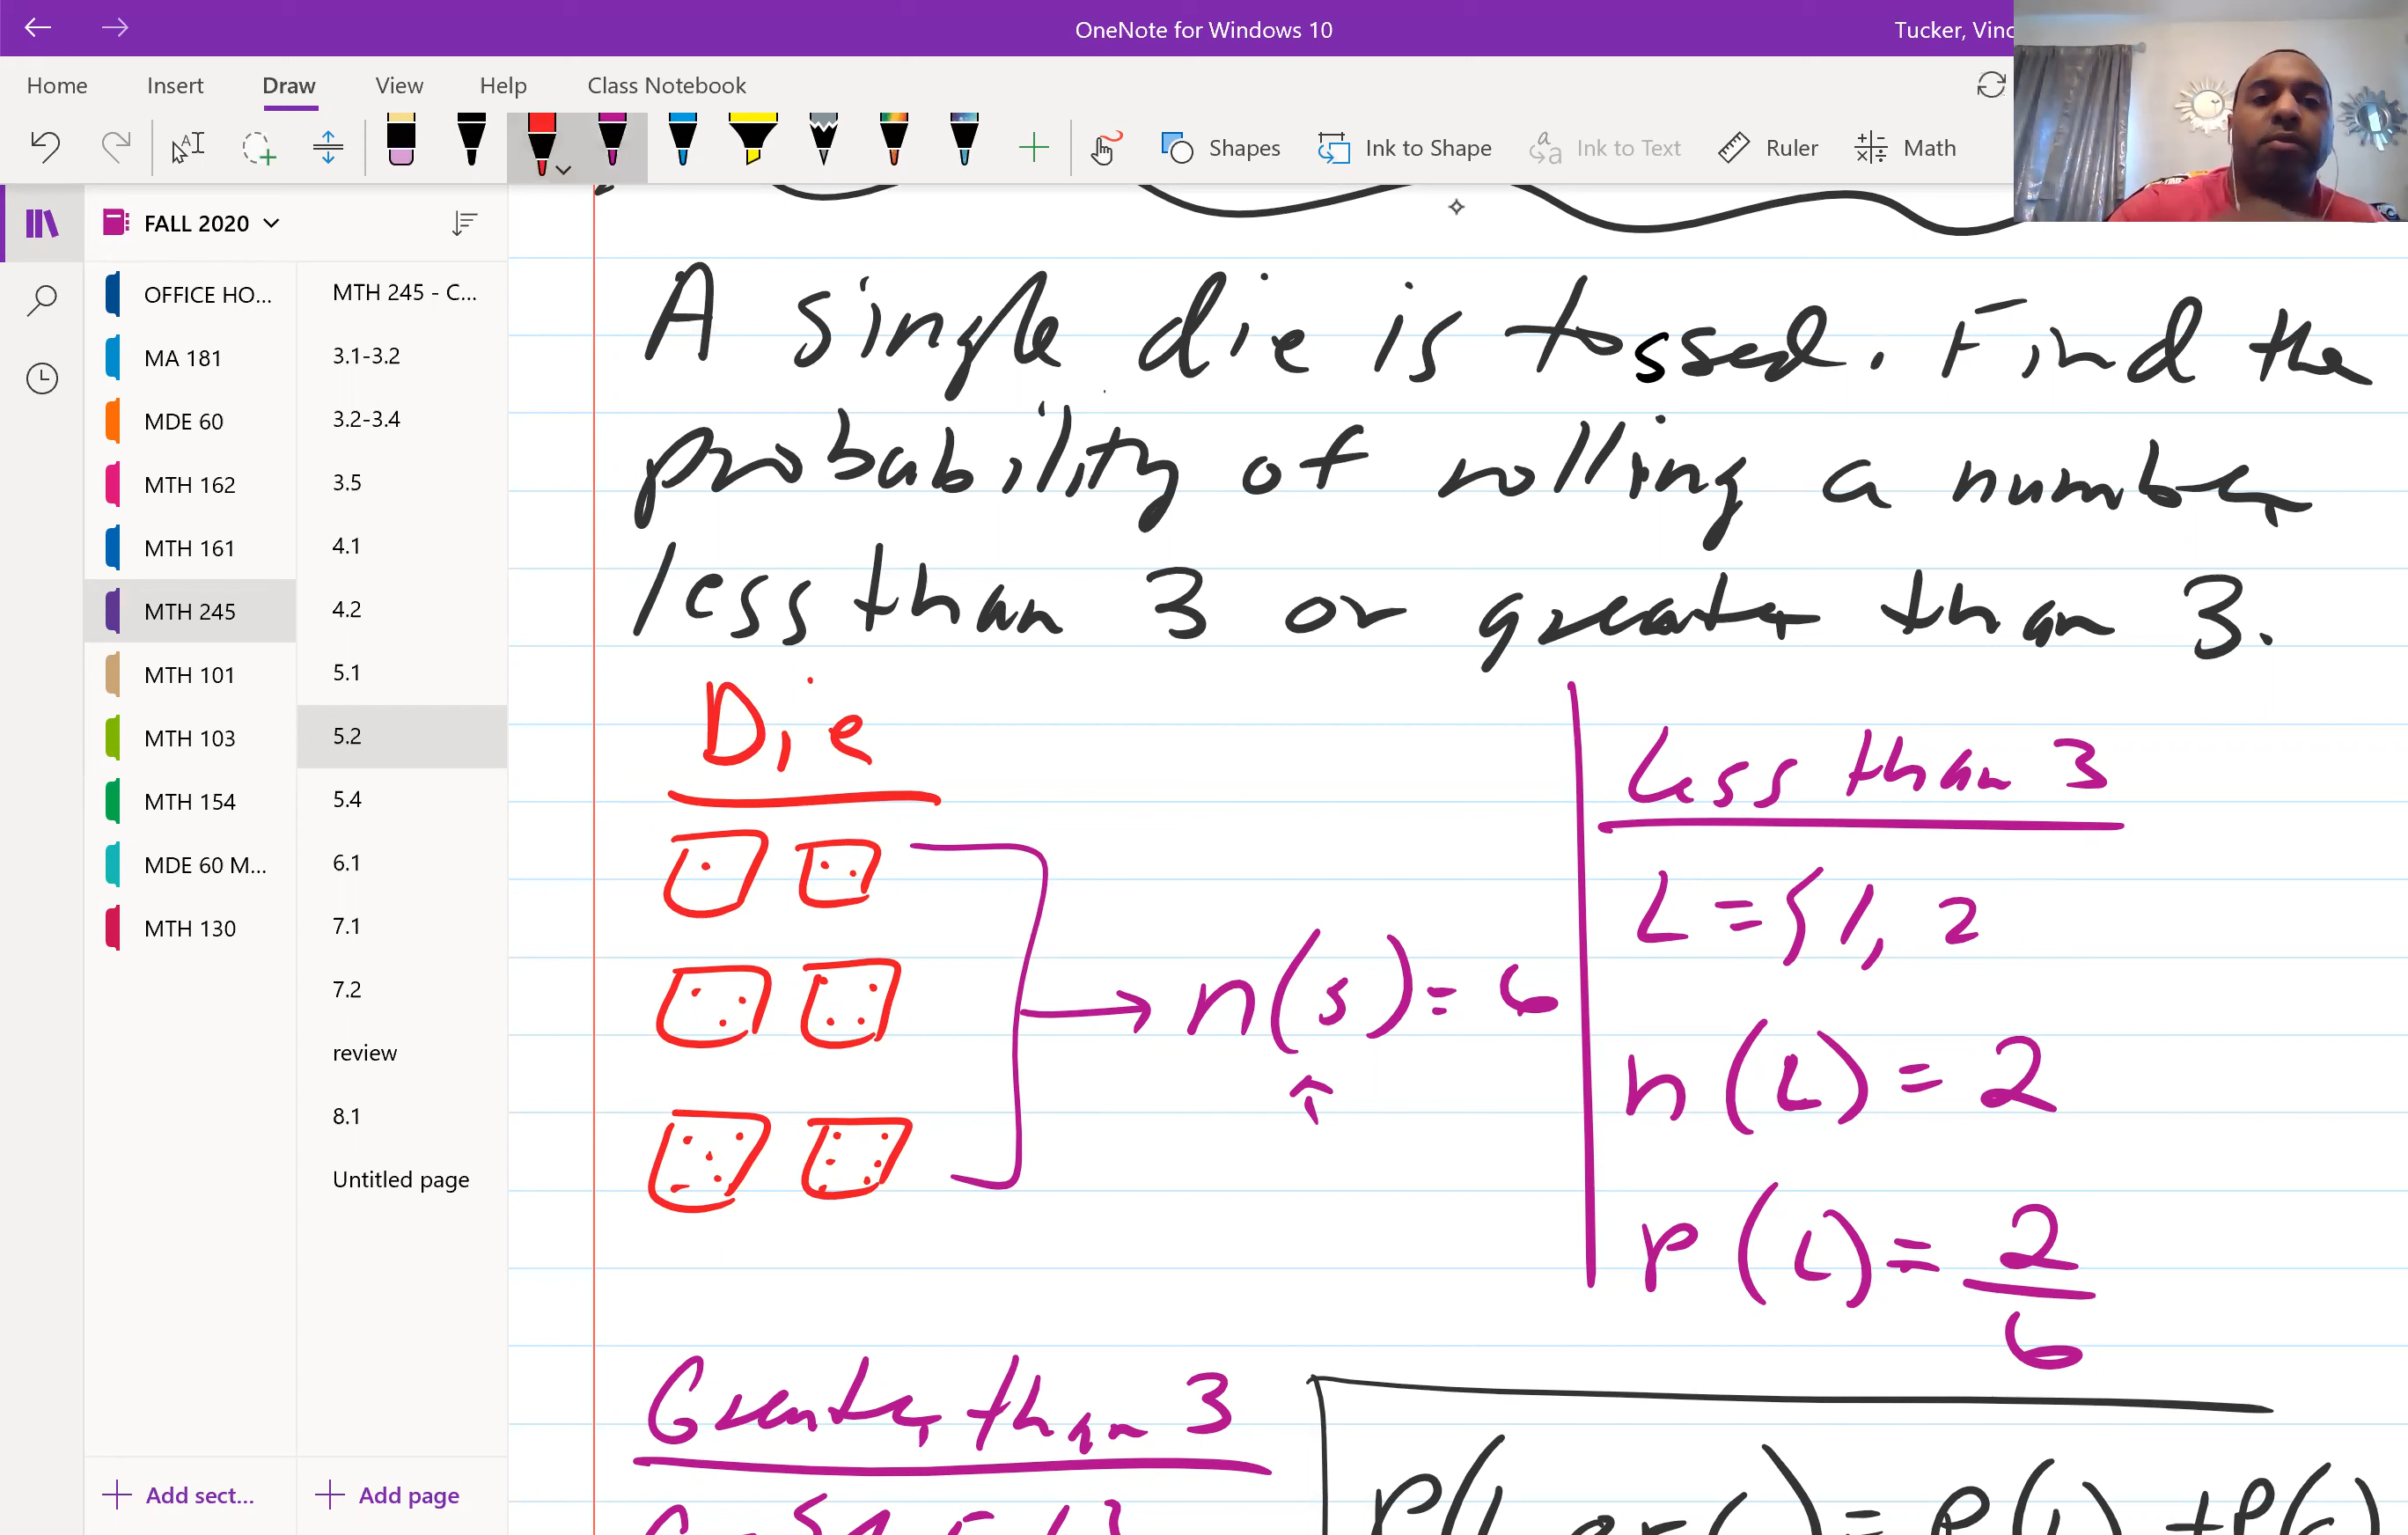 OneNote for Windows 10
Tucker, Vinc
Home Insert Draw View Help Class Notebook
Shapes Ink to Shape Ink to Text Ruler Math
FALL 2020
OFFICE HO...
MA 181
MDE 60
MTH 162
MTH 161
MTH 245
MTH 101
MTH 103
MTH 154
MDE 60 M...
MTH 130
Add sect...
MTH 245 - C...
3.1-3.2
3.2-3.4
3.5
4.1
4.2
5.1
5.2
5.4
6.1
7.1
7.2
review
8.1
Untitled page
Add page
A single die is tossed. Find the
probability of rolling a number
less than 3 or greater than 3.
Die
n(s) = 6
Less than 3
L = { 1, 2
n(L) = 2
P(L) = 2/6
Greater than 3